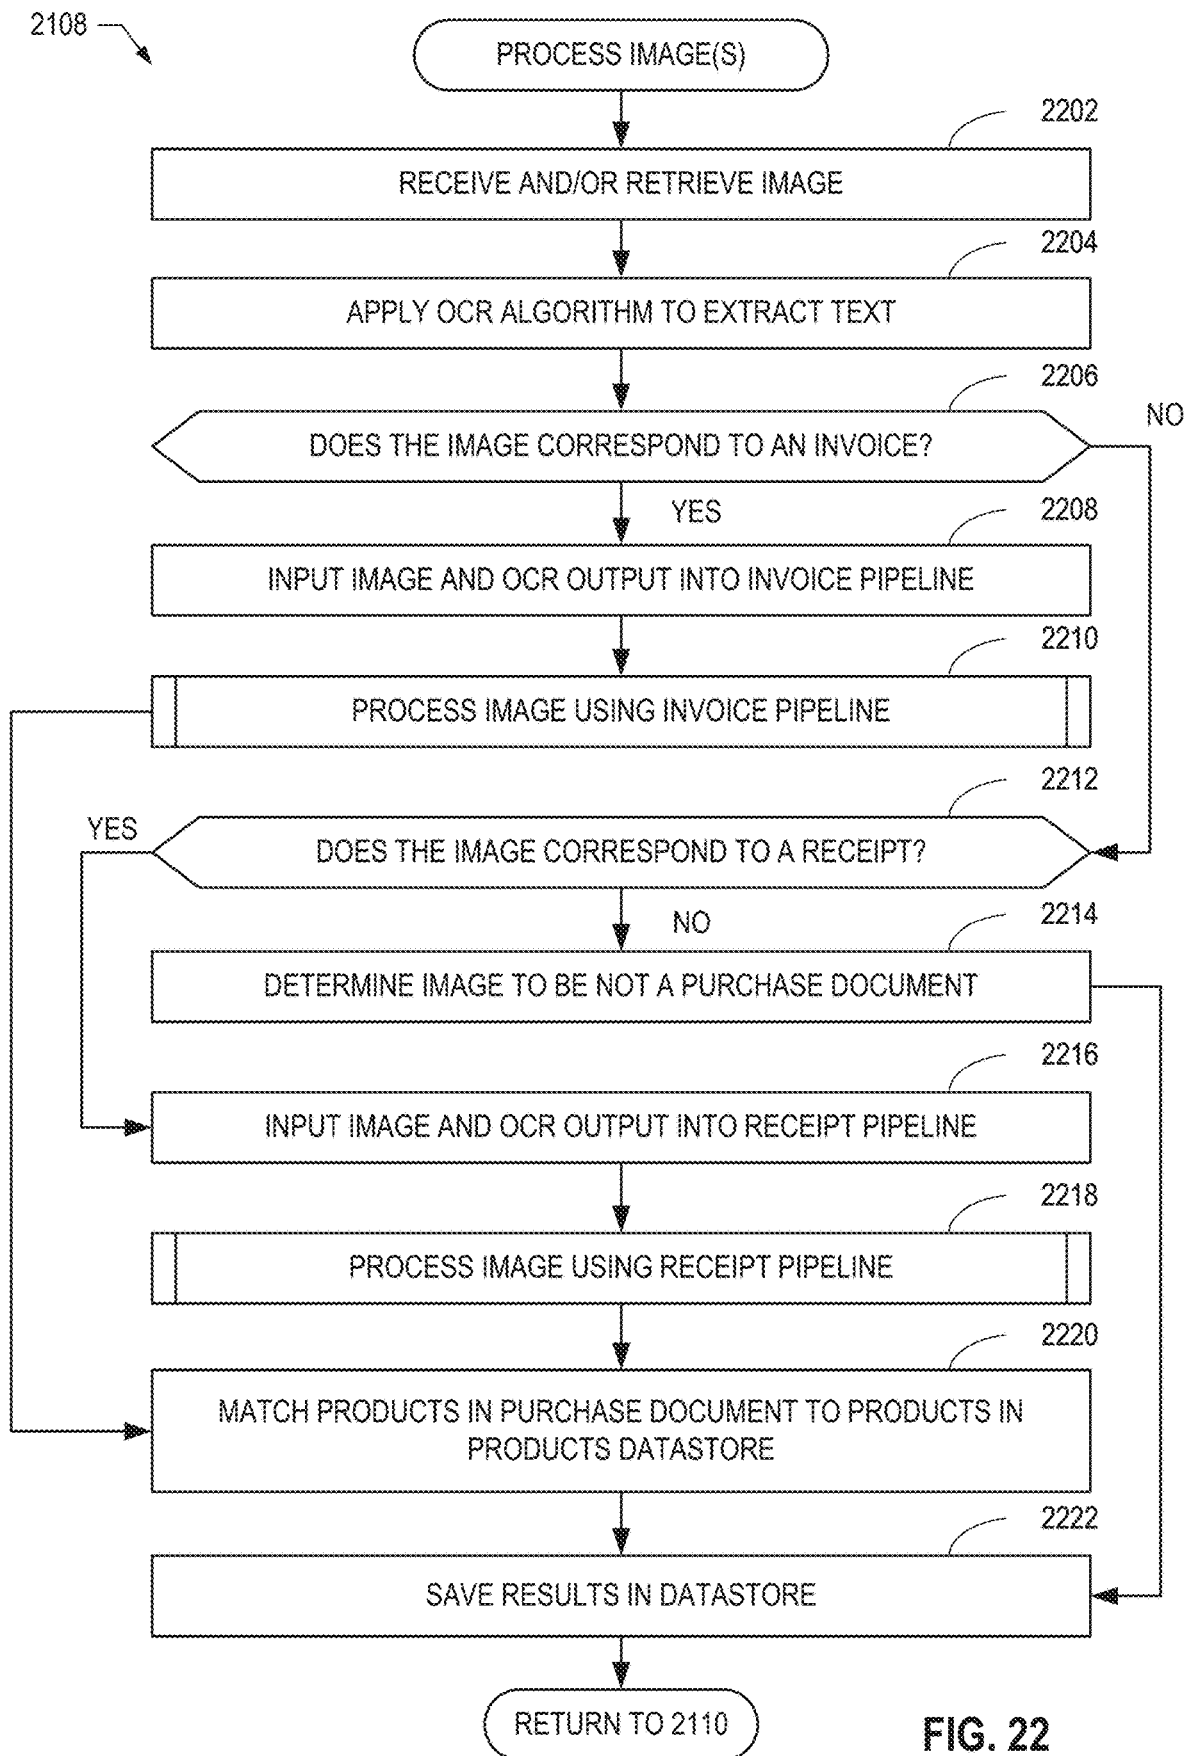 2108
PROCESS IMAGE(S)
2202
RECEIVE AND/OR RETRIEVE IMAGE
2204
APPLY OCR ALGORITHM TO EXTRACT TEXT
2206
NO
DOES THE IMAGE CORRESPOND TO AN INVOICE?
YES
2208
INPUT IMAGE AND OCR OUTPUT INTO INVOICE PIPELINE
2210
PROCESS IMAGE USING INVOICE PIPELINE
2212
YES
DOES THE IMAGE CORRESPOND TO A RECEIPT?
NO
2214
DETERMINE IMAGE TO BE NOT A PURCHASE DOCUMENT
2216
INPUT IMAGE AND OCR OUTPUT INTO RECEIPT PIPELINE
2218
PROCESS IMAGE USING RECEIPT PIPELINE
2220
MATCH PRODUCTS IN PURCHASE DOCUMENT TO PRODUCTS IN
PRODUCTS DATASTORE
2222
SAVE RESULTS IN DATASTORE
RETURN TO 2110
FIG. 22